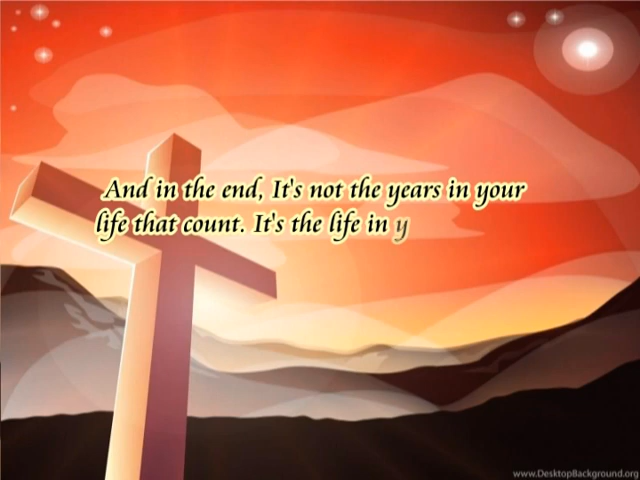 And in the end, It's not the years in your
life that count. It's the life in y
www.DesktopBackground.org